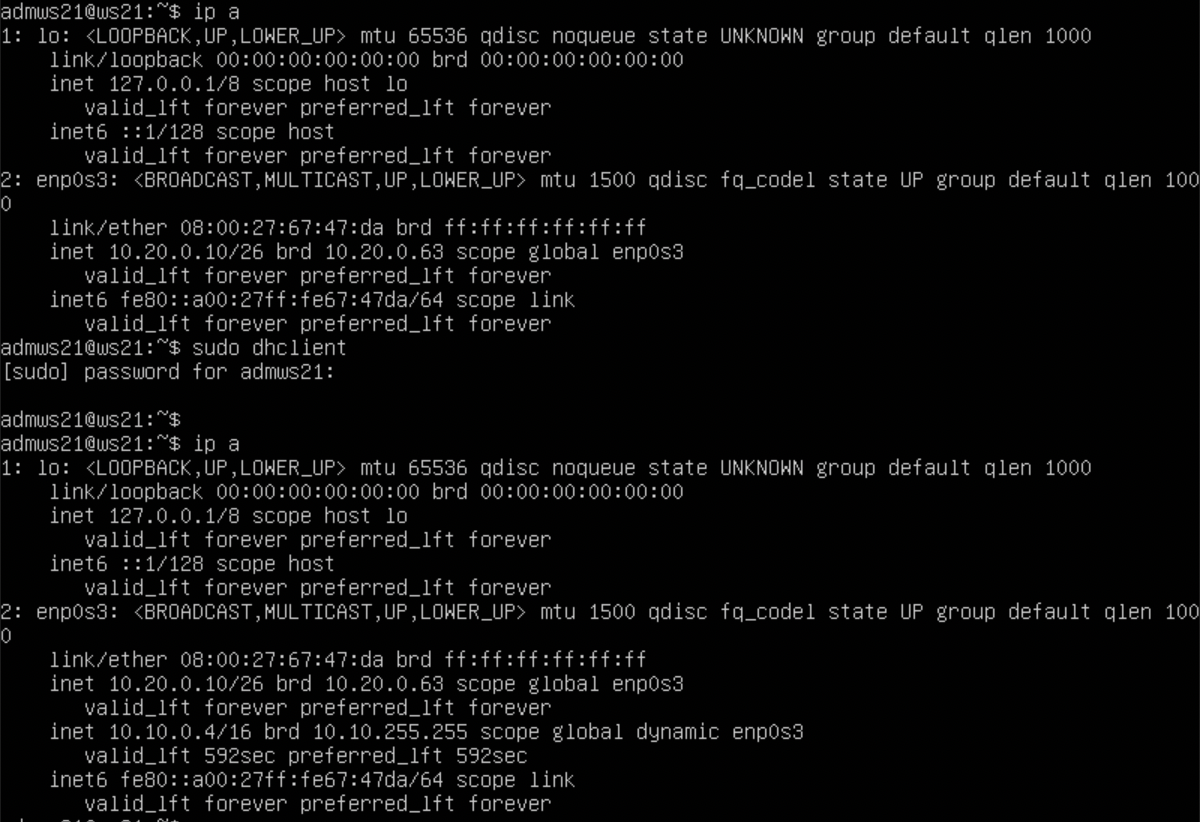 admws21@ws21:~$ ip a
1: lo: <LOOPBACK,UP,LOWER_UP> mtu 65536 qdisc noqueue state UNKNOWN group default qlen 1000
    link/loopback 00:00:00:00:00:00 brd 00:00:00:00:00:00
    inet 127.0.0.1/8 scope host lo
       valid_lft forever preferred_lft forever
    inet6 ::1/128 scope host
       valid_lft forever preferred_lft forever
2: enp0s3: <BROADCAST,MULTICAST,UP,LOWER_UP> mtu 1500 qdisc fq_codel state UP group default qlen 100
0
    link/ether 08:00:27:67:47:da brd ff:ff:ff:ff:ff:ff
    inet 10.20.0.10/26 brd 10.20.0.63 scope global enp0s3
       valid_lft forever preferred_lft forever
    inet6 fe80::a00:27ff:fe67:47da/64 scope link
       valid_lft forever preferred_lft forever
admws21@ws21:~$ sudo dhclient
[sudo] password for admws21:

admws21@ws21:~$
admws21@ws21:~$ ip a
1: lo: <LOOPBACK,UP,LOWER_UP> mtu 65536 qdisc noqueue state UNKNOWN group default qlen 1000
    link/loopback 00:00:00:00:00:00 brd 00:00:00:00:00:00
    inet 127.0.0.1/8 scope host lo
       valid_lft forever preferred_lft forever
    inet6 ::1/128 scope host
       valid_lft forever preferred_lft forever
2: enp0s3: <BROADCAST,MULTICAST,UP,LOWER_UP> mtu 1500 qdisc fq_codel state UP group default qlen 100
0
    link/ether 08:00:27:67:47:da brd ff:ff:ff:ff:ff:ff
    inet 10.20.0.10/26 brd 10.20.0.63 scope global enp0s3
       valid_lft forever preferred_lft forever
    inet 10.10.0.4/16 brd 10.10.255.255 scope global dynamic enp0s3
       valid_lft 592sec preferred_lft 592sec
    inet6 fe80::a00:27ff:fe67:47da/64 scope link
       valid_lft forever preferred_lft forever